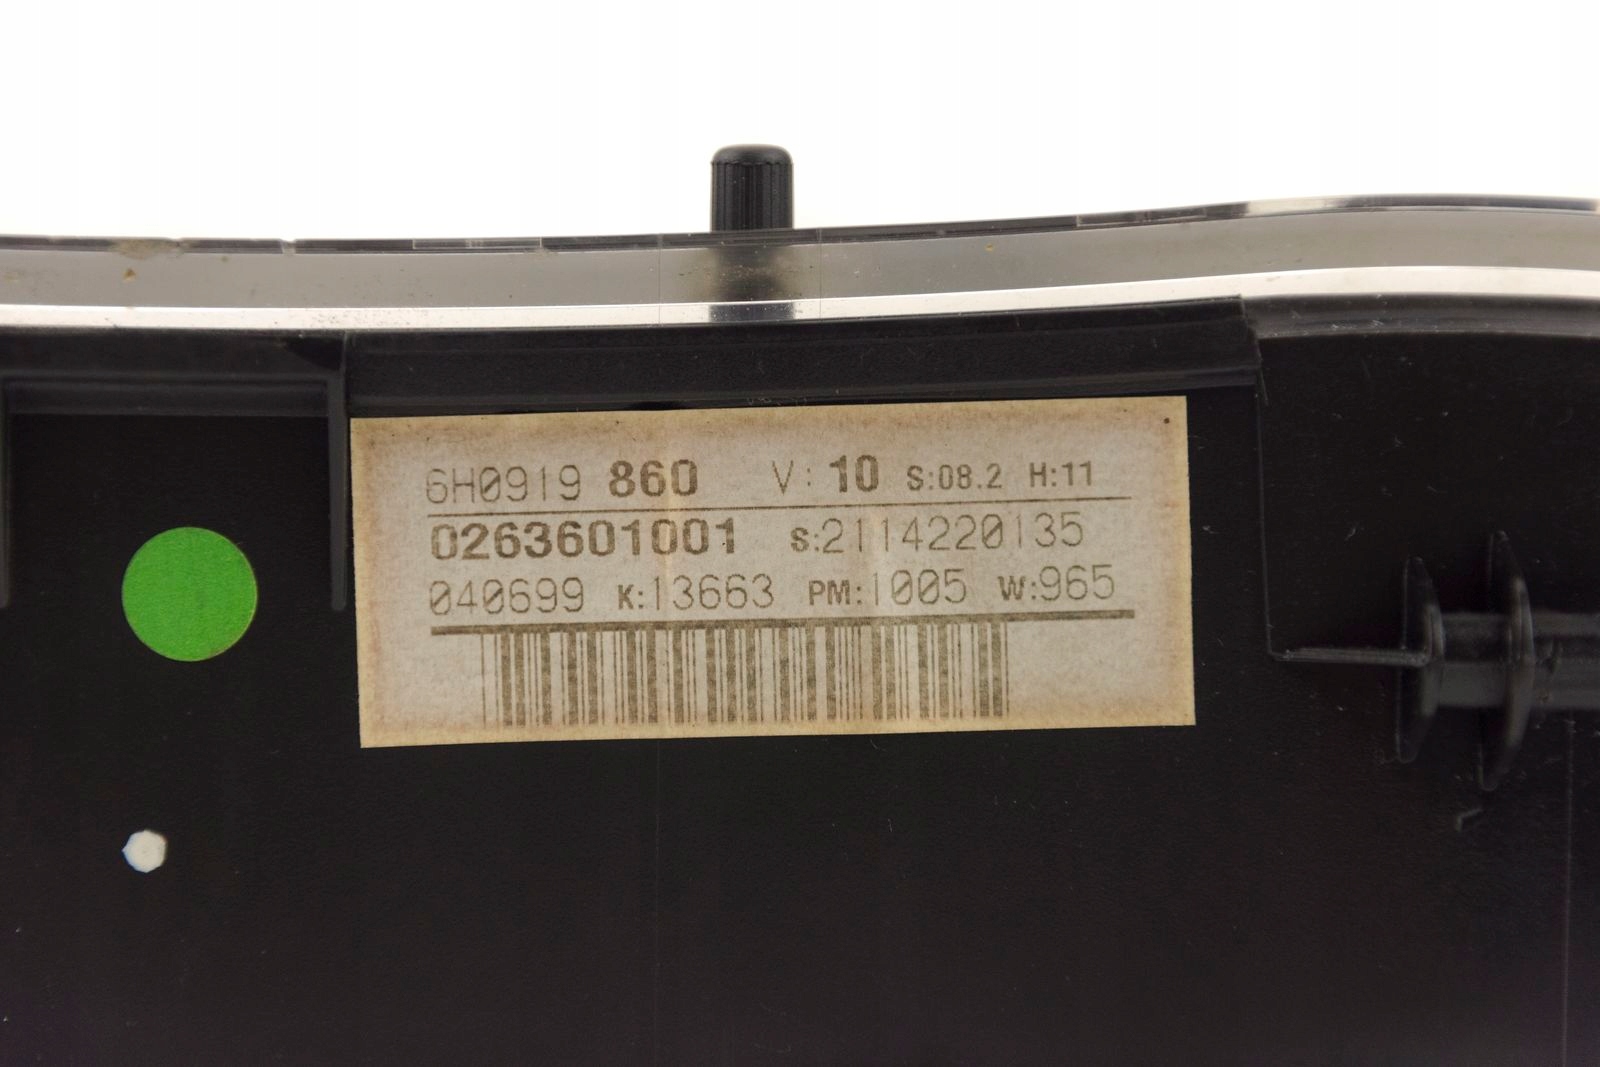 6H0919 860 V: 10 S:08.2 H:11
0263601001 S:2114220135
040699 K:13663 PM:1005 W:965